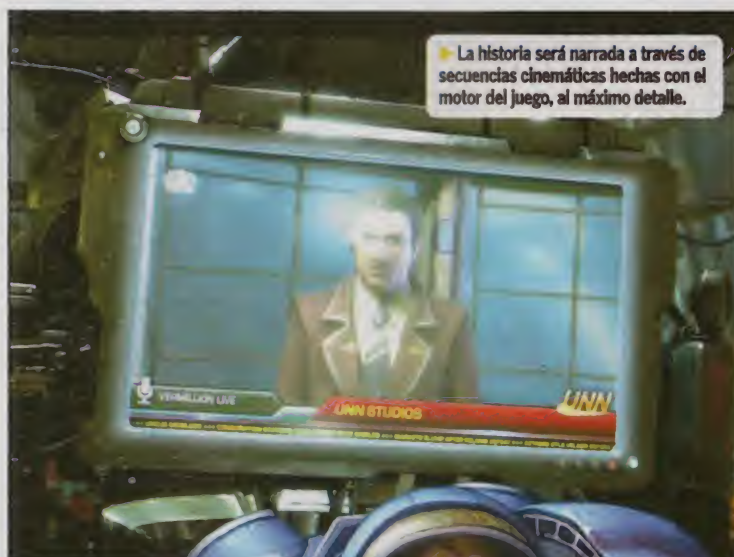 La historia será narrada a través de
secuencias cinemáticas hechas con el
motor del juego, al máximo detalle.
VERMILLION LIVE
UNN STUDIOS
UNN